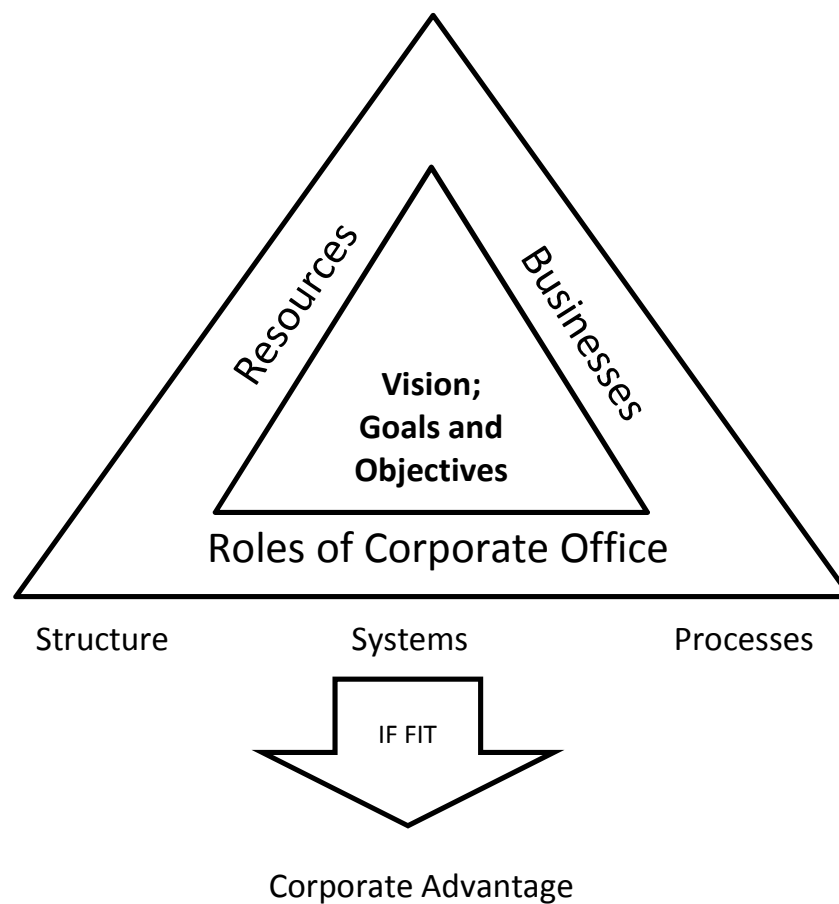 Resources
Businesses
Vision;
Goals and
Objectives
Roles of Corporate Office
Structure Systems Processes
IF FIT
Corporate Advantage